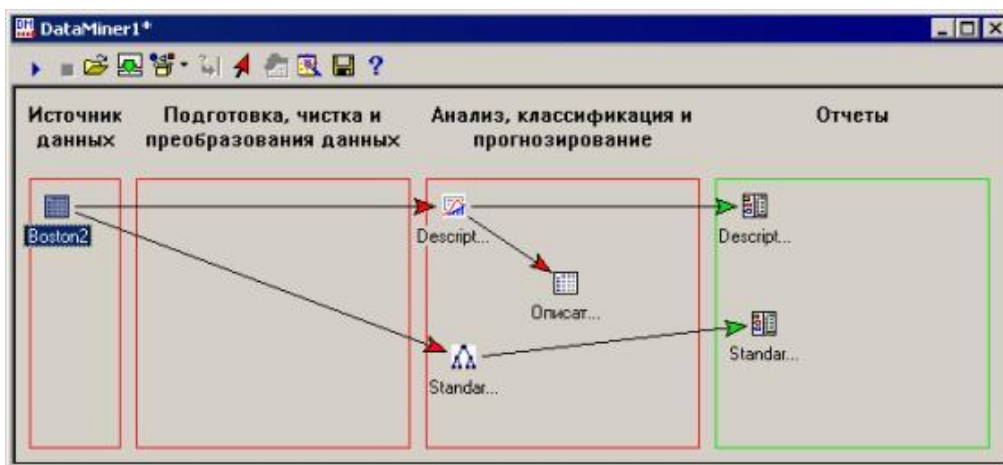 DataMiner1*
Источник
данных
Подготовка, чистка и
преобразования данных
Анализ, классификация и
прогнозирование
Отчеты
Boston2
Descript...
Descript...
Описат...
Standar...
Standar...